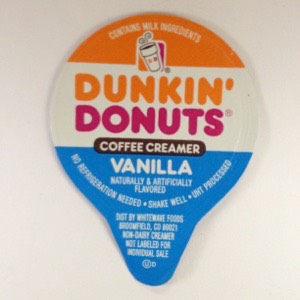 CONTAINS MILK INGREDIENTS
DUNKIN'
DONUTS®
COFFEE CREAMER
VANILLA
NATURALLY & ARTIFICIALLY
FLAVORED
NO REFRIGERATION NEEDED • SHAKE WELL • UHT PROCESSED
DIST BY WHITEWAVE FOODS
BROOMFIELD, CO 80021
NON-DAIRY CREAMER
NOT LABELED FOR
INDIVIDUAL SALE
Ⓤ D